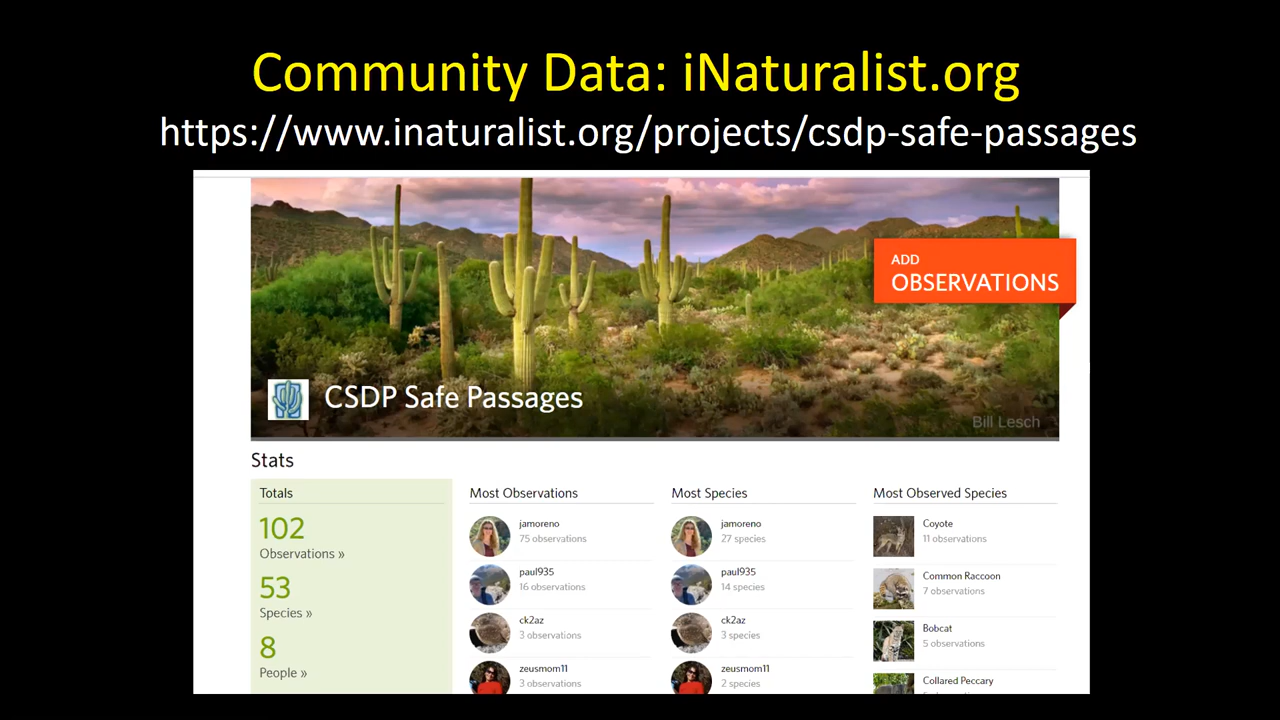 Community Data: iNaturalist.org
https://www.inaturalist.org/projects/csdp-safe-passages
ADD
OBSERVATIONS
CSDP Safe Passages
Bill Lesch
Stats
Totals
102
Observations »
53
Species »
8
People »
Most Observations
jamoreno
75 observations
paul935
16 observations
ck2az
3 observations
zeusmom11
3 observations
Most Species
jamoreno
27 species
paul935
14 species
ck2az
3 species
zeusmom11
2 species
Most Observed Species
Coyote
11 observations
Common Raccoon
7 observations
Bobcat
5 observations
Collared Peccary